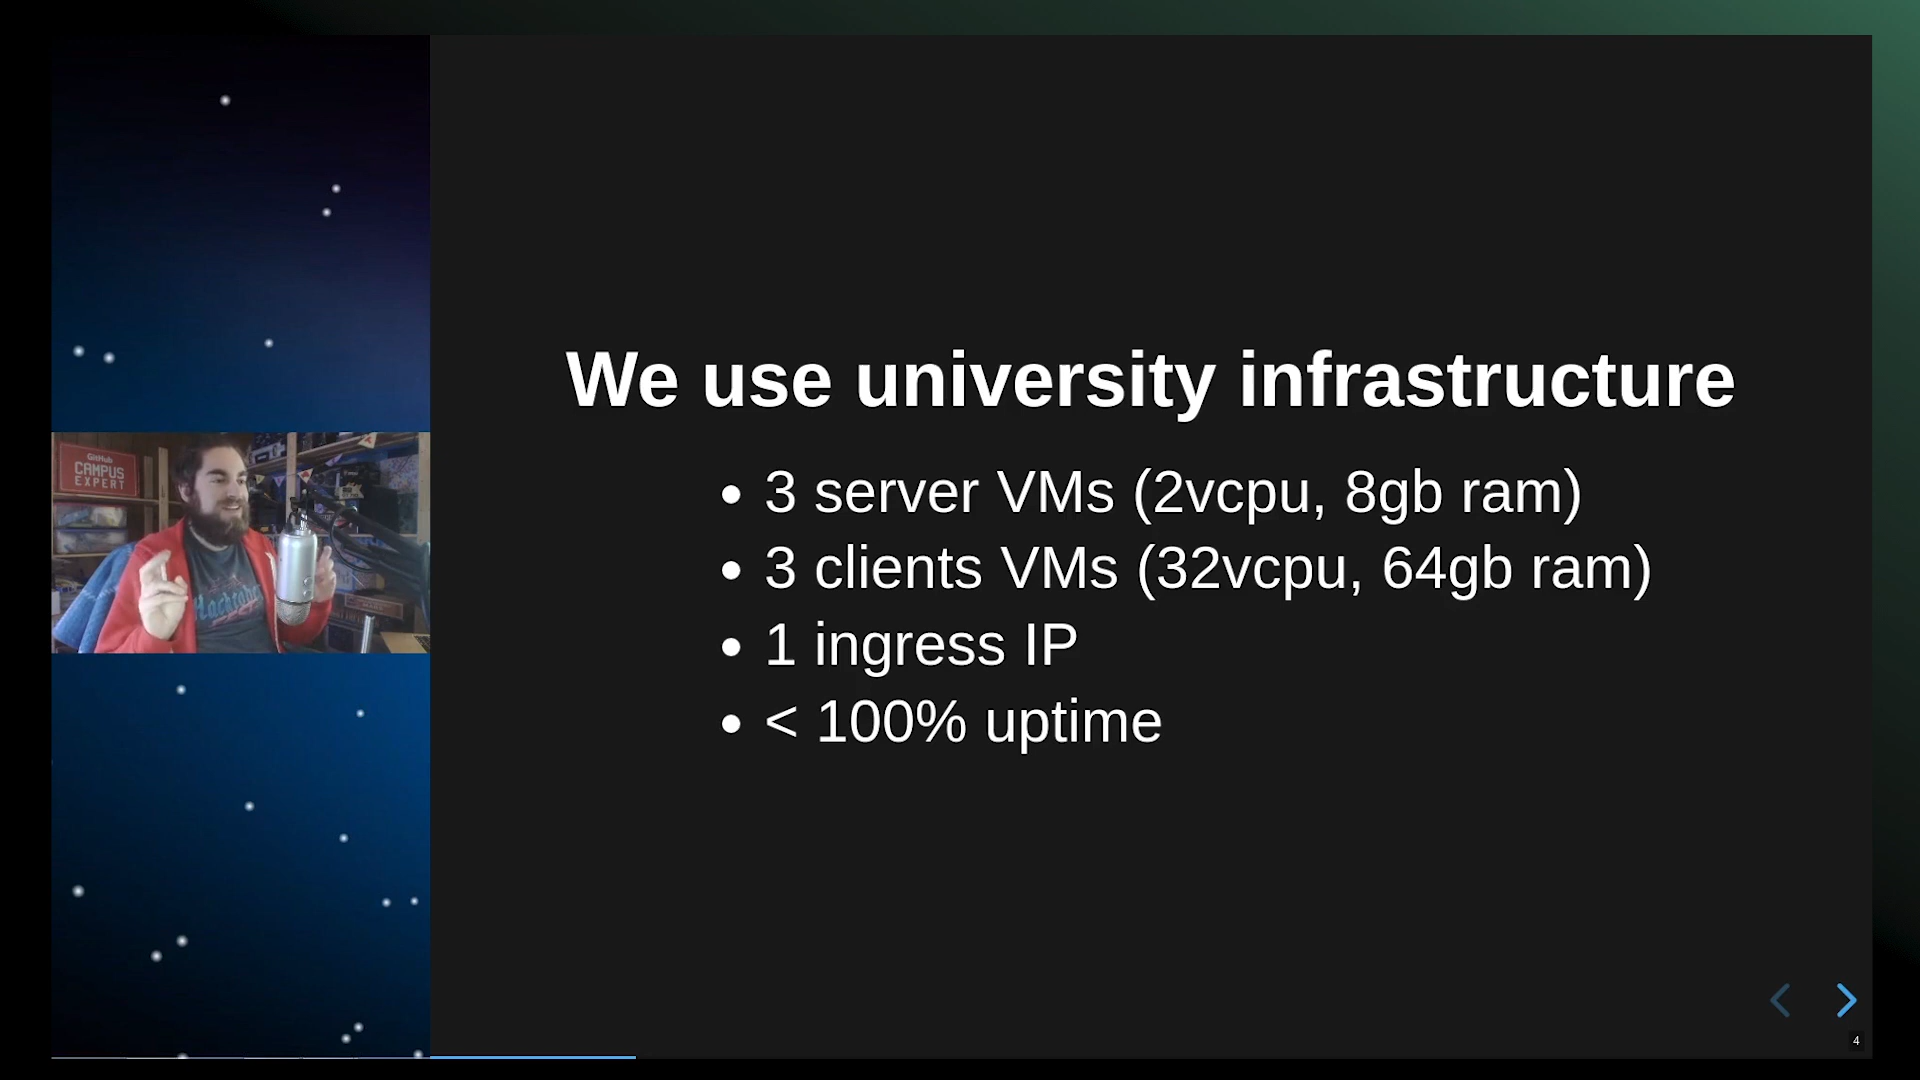 GitHub
CAMPUS
EXPERT
We use university infrastructure
3 server VMs (2vcpu, 8gb ram)
3 clients VMs (32vcpu, 64gb ram)
1 ingress IP
< 100% uptime
4